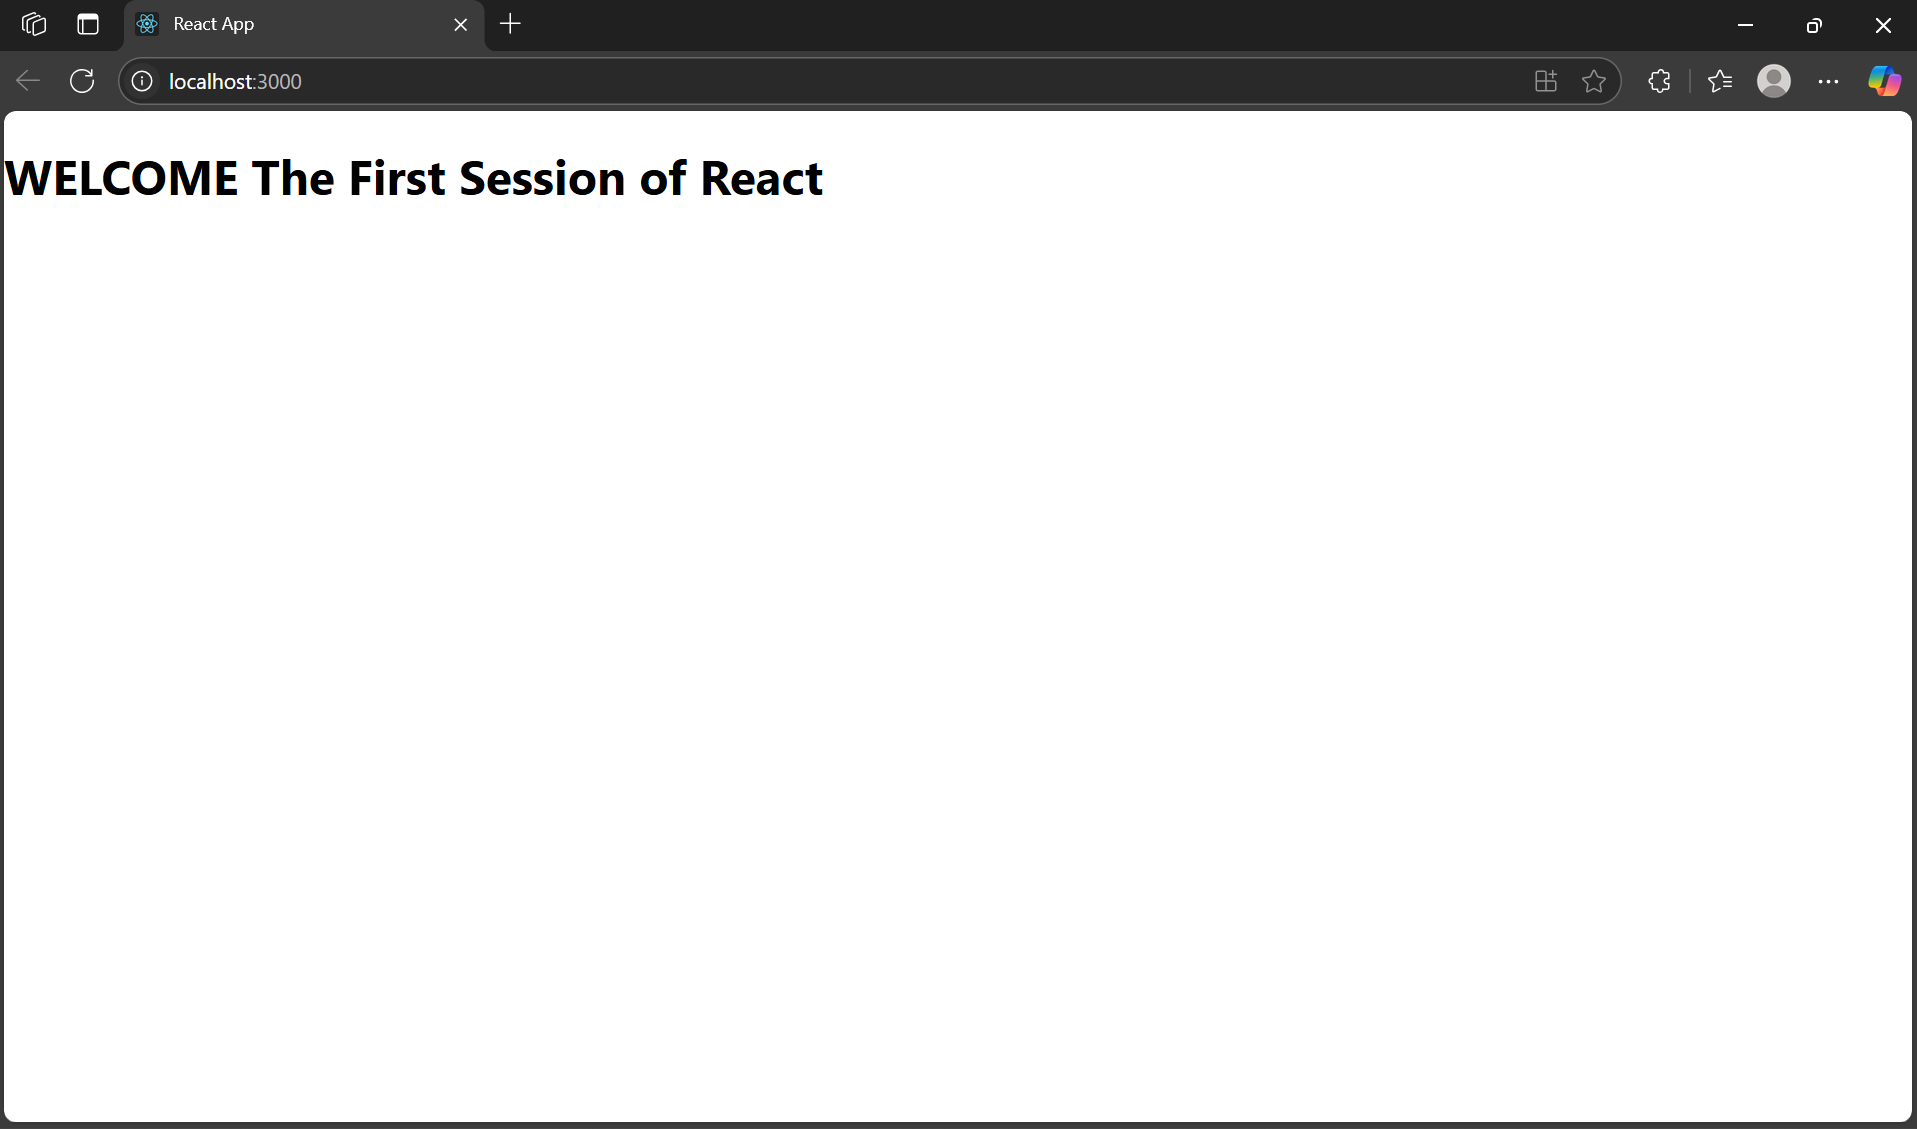 React App
localhost:3000
WELCOME The First Session of React